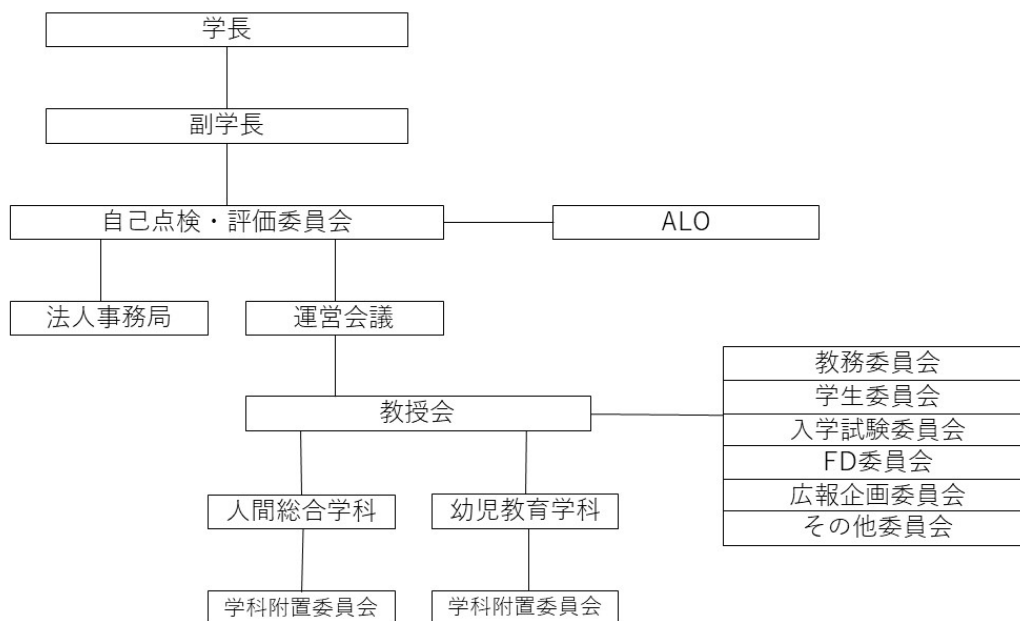 学長
副学長
自己点検・評価委員会
ALO
法人事務局
運営会議
教授会
教務委員会
学生委員会
入学試験委員会
FD委員会
広報企画委員会
その他委員会
人間総合学科
幼児教育学科
学科附置委員会
学科附置委員会